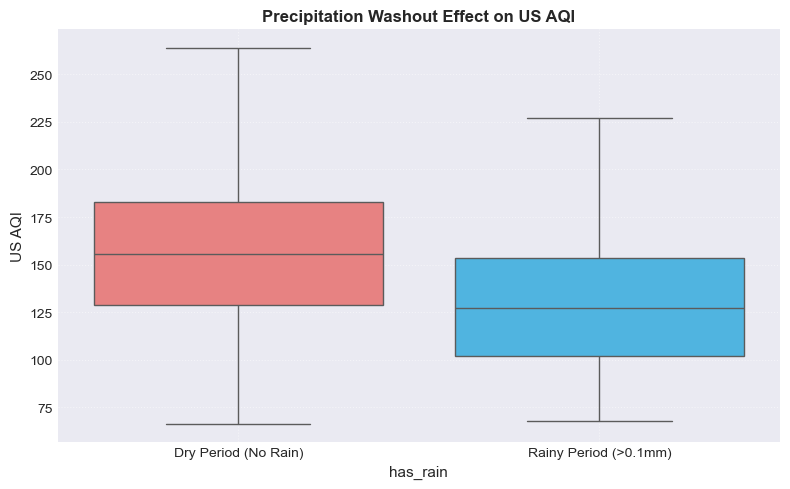 Precipitation Washout Effect on US AQI
US AQI
250
225
200
175
150
125
100
75
Dry Period (No Rain)
Rainy Period (>0.1mm)
has_rain